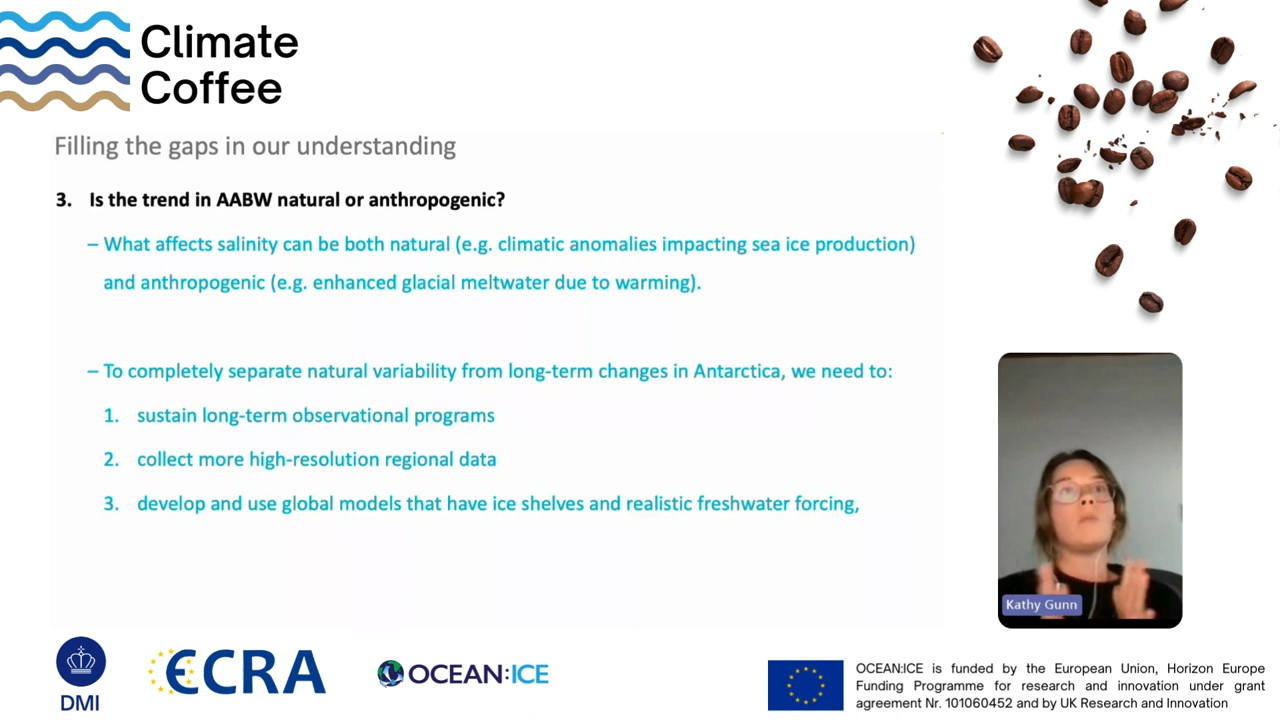 Climate
Coffee
Filling the gaps in our understanding
3. Is the trend in AABW natural or anthropogenic?
– What affects salinity can be both natural (e.g. climatic anomalies impacting sea ice production)
and anthropogenic (e.g. enhanced glacial meltwater due to warming).
– To completely separate natural variability from long-term changes in Antarctica, we need to:
1. sustain long-term observational programs
2. collect more high-resolution regional data
3. develop and use global models that have ice shelves and realistic freshwater forcing,
Kathy Gunn
DMI
ECRA
OCEAN:ICE
OCEAN:ICE is funded by the European Union, Horizon Europe
Funding Programme for research and innovation under grant
agreement Nr. 101060452 and by UK Research and Innovation